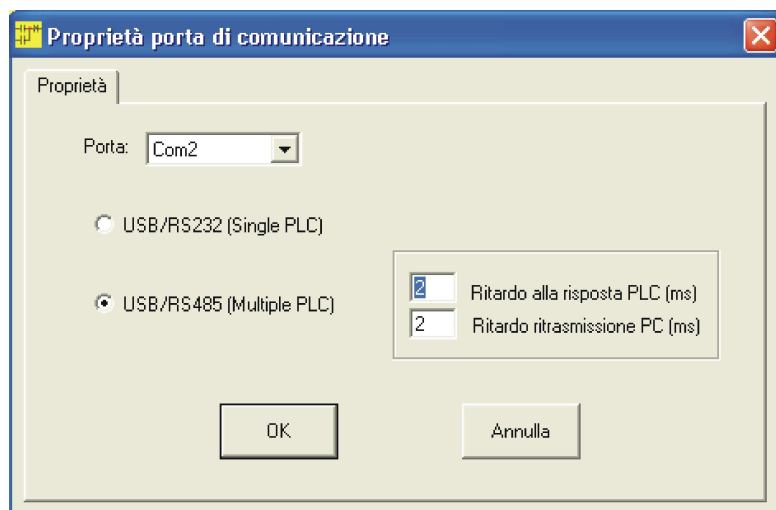 Proprietà porta di comunicazione
Proprietà
Porta: Com2
USB/RS232 (Single PLC)
USB/RS485 (Multiple PLC)
2 Ritardo alla risposta PLC (ms)
2 Ritardo ritrasmissione PC (ms)
OK Annulla